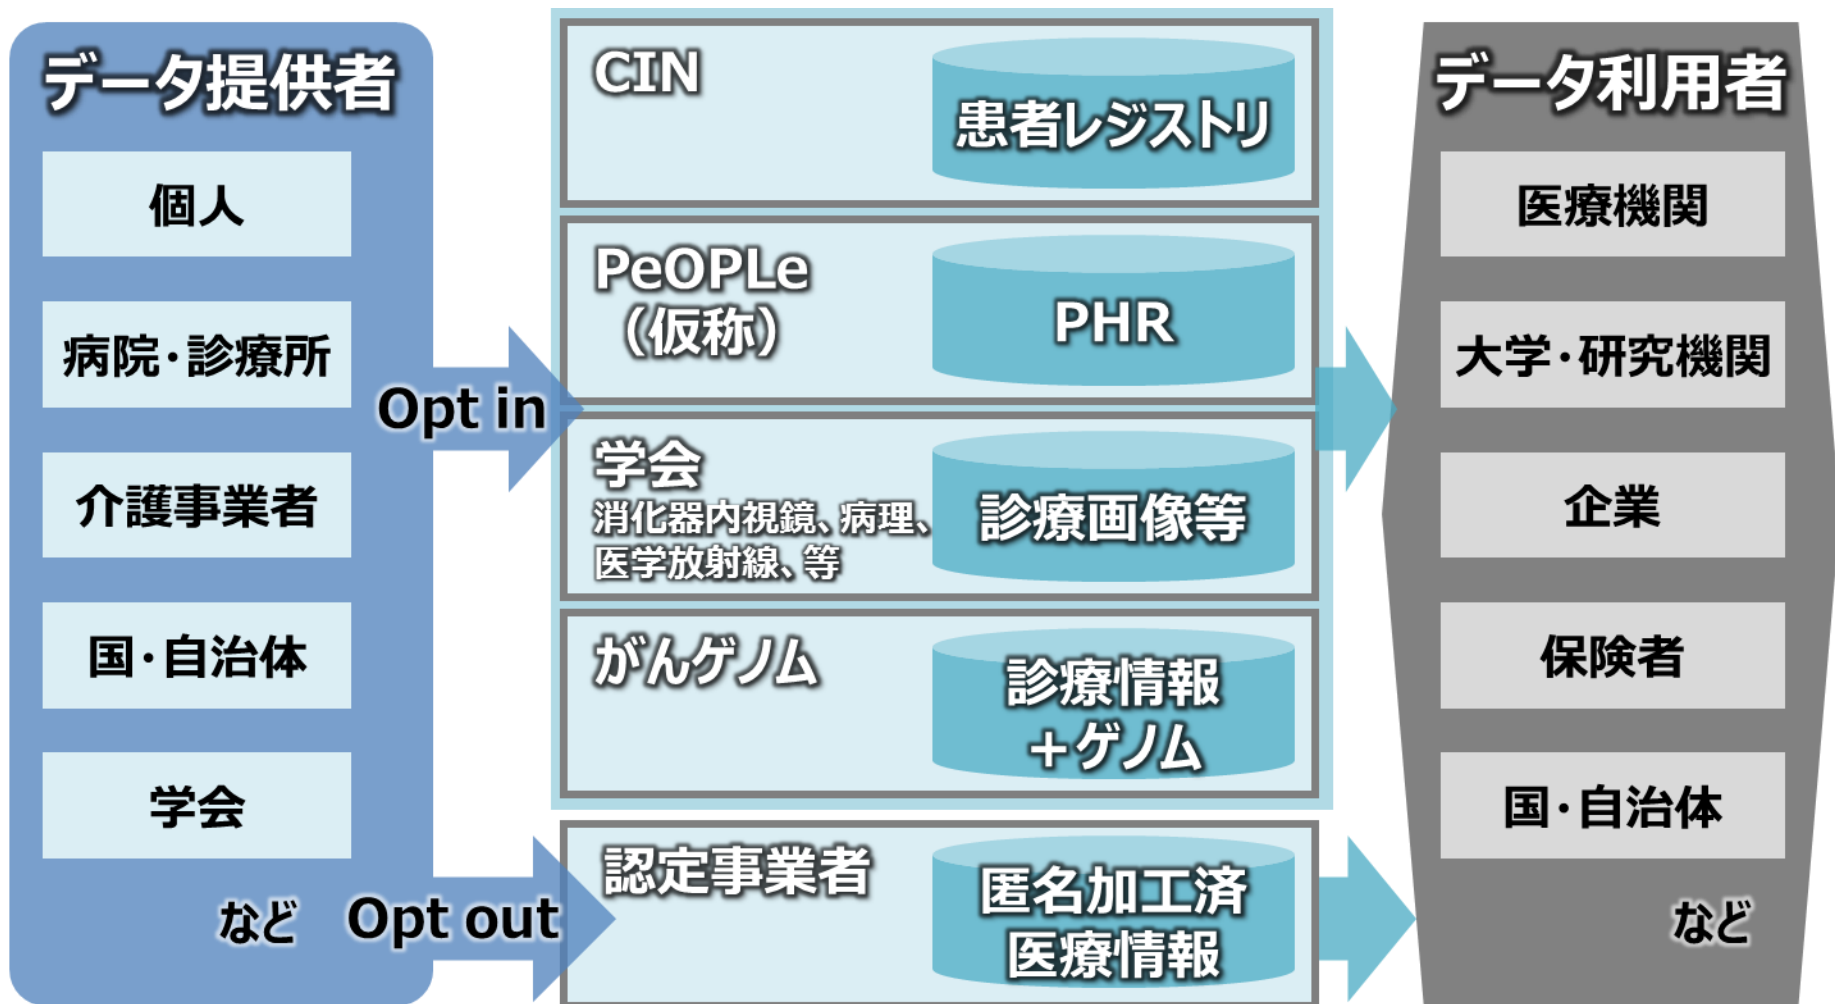 データ提供者
個人
病院・診療所
介護事業者
国・自治体
学会
など
Opt in
Opt out
CIN
患者レジストリ
PeOPLe
（仮称）
PHR
学会
消化器内視鏡、病理、
医学放射線、等
診療画像等
がんゲノム
診療情報
＋ゲノム
認定事業者
匿名加工済
医療情報
データ利用者
医療機関
大学・研究機関
企業
保険者
国・自治体
など